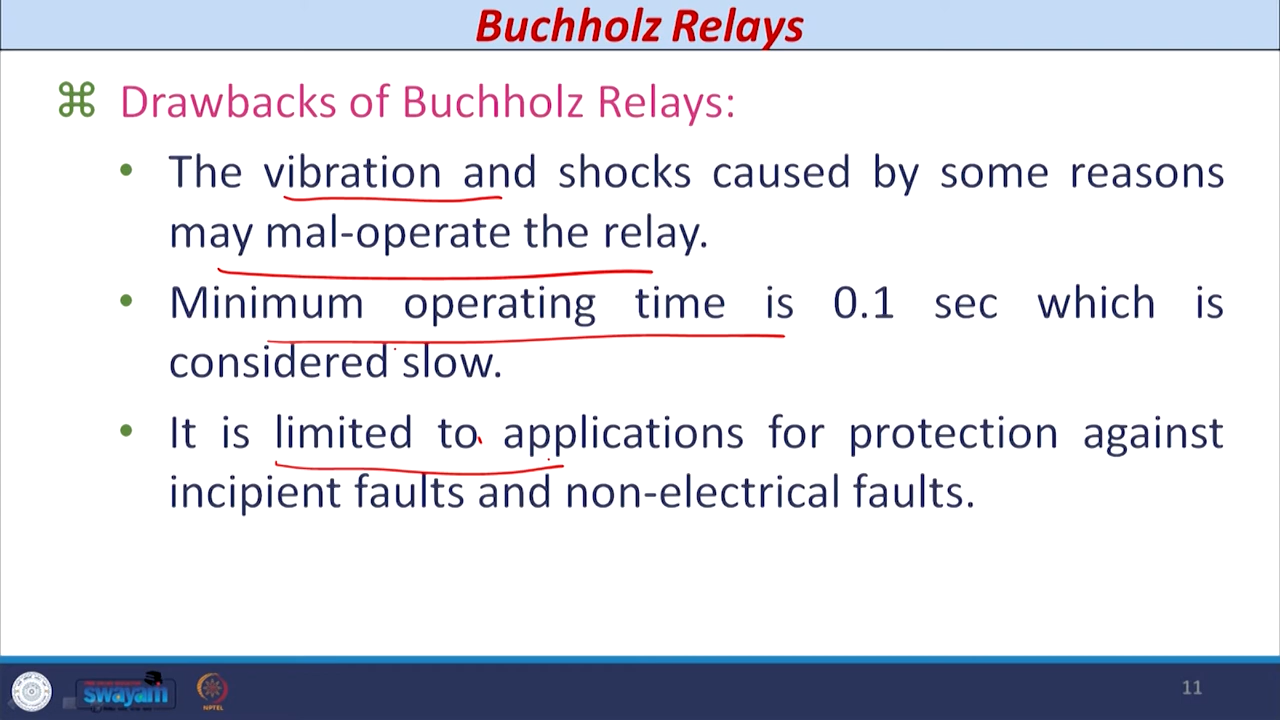 Buchholz Relays
⌘ Drawbacks of Buchholz Relays:
• The vibration and shocks caused by some reasons
may mal-operate the relay.
• Minimum operating time is 0.1 sec which is
considered slow.
• It is limited to applications for protection against
incipient faults and non-electrical faults.
swayam
NPTEL
11